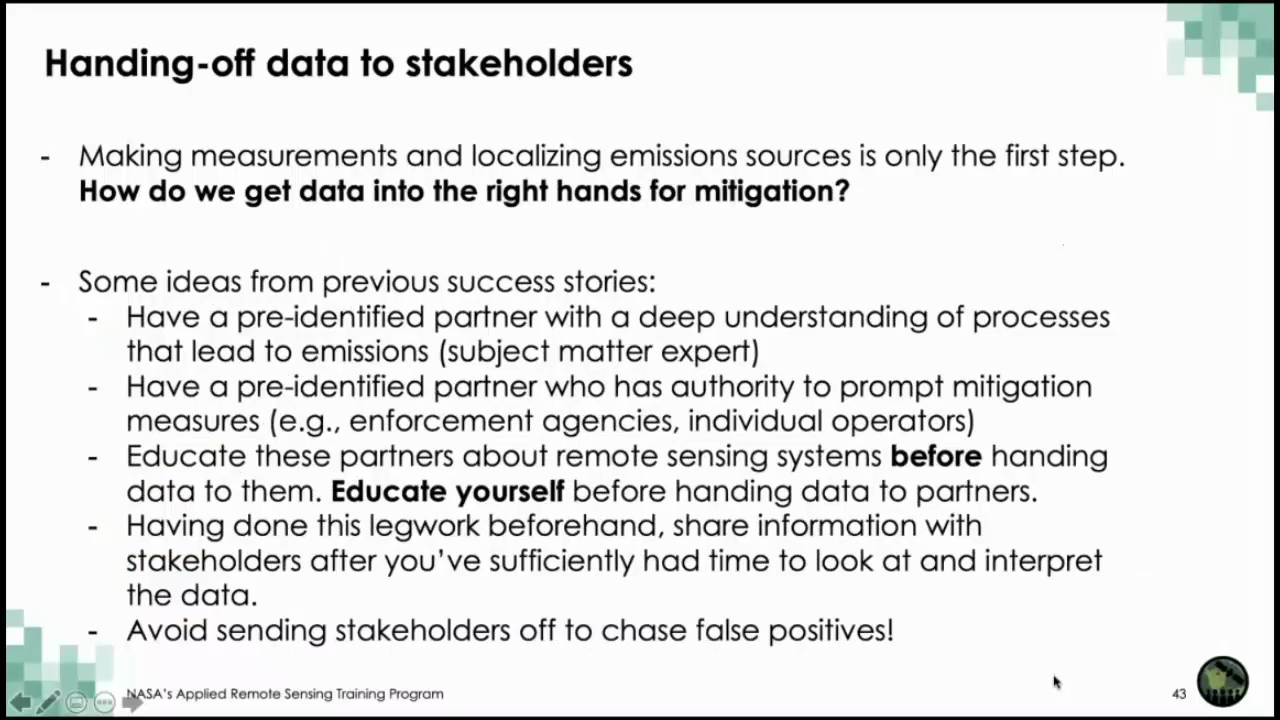 Handing-off data to stakeholders
- Making measurements and localizing emissions sources is only the first step.
How do we get data into the right hands for mitigation?
- Some ideas from previous success stories:
- Have a pre-identified partner with a deep understanding of processes
that lead to emissions (subject matter expert)
- Have a pre-identified partner who has authority to prompt mitigation
measures (e.g., enforcement agencies, individual operators)
- Educate these partners about remote sensing systems before handing
data to them. Educate yourself before handing data to partners.
- Having done this legwork beforehand, share information with
stakeholders after you’ve sufficiently had time to look at and interpret
the data.
- Avoid sending stakeholders off to chase false positives!
NASA's Applied Remote Sensing Training Program
43